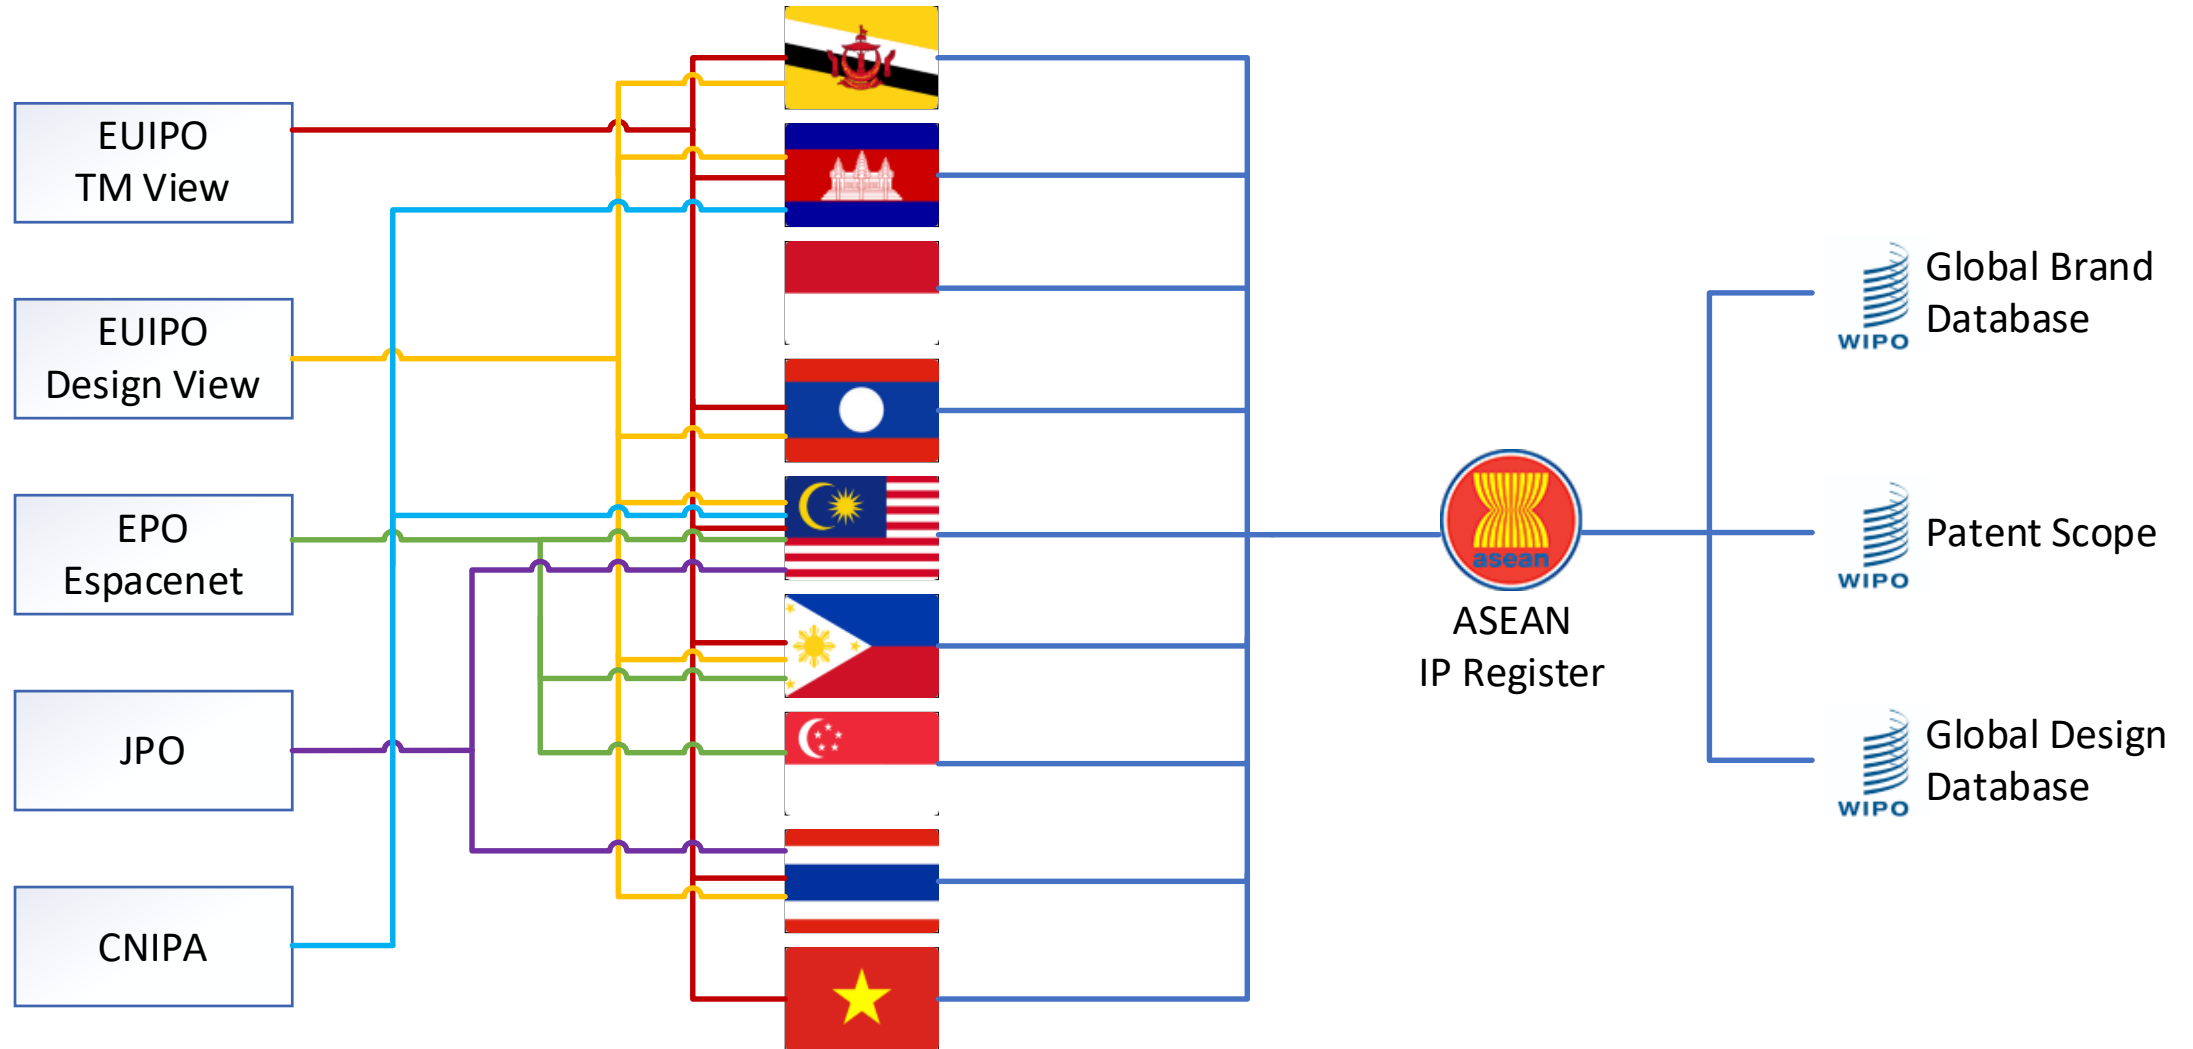 EUIPO
TM View
EUIPO
Design View
EPO
Espacenet
JPO
CNIPA
asean
ASEAN
IP Register
WIPO
Global Brand
Database
WIPO
Patent Scope
WIPO
Global Design
Database